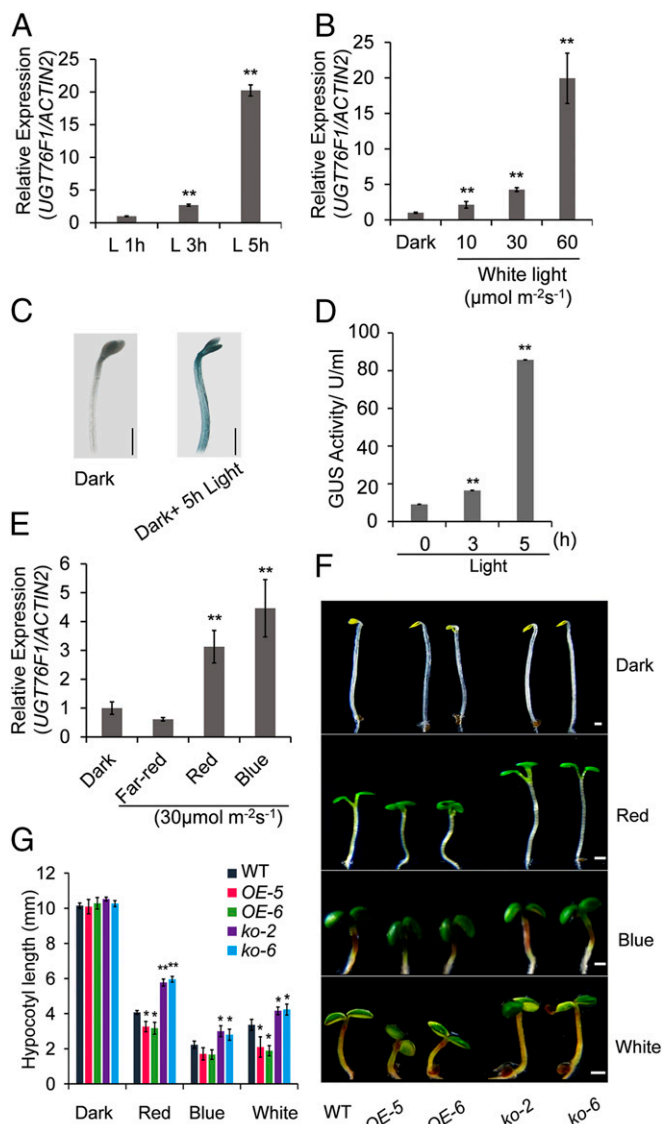 A
Relative Expression
(UGT76F1/ACTIN2)
25
20
15
10
5
0
**
**
L 1h L 3h L 5h
B
Relative Expression
(UGT76F1/ACTIN2)
25
20
15
10
5
0
**
**
**
Dark 10 30 60
White light
(µmol m-2s-1)
C
Dark
Dark+ 5h Light
D
GUS Activity/ U/ml
100
80
60
40
20
0
**
**
0 3 5 (h)
Light
E
Relative Expression
(UGT76F1/ACTIN2)
6
5
4
3
2
1
0
**
**
Dark Far-red Red Blue
(30µmol m-2s-1)
F
Dark
Red
Blue
White
WT OE-5 OE-6 ko-2 ko-6
G
Hypocotyl length (mm)
12
10
8
6
4
2
0
WT
OE-5
OE-6
ko-2
ko-6
* * ** **
* *
* * * *
Dark Red Blue White